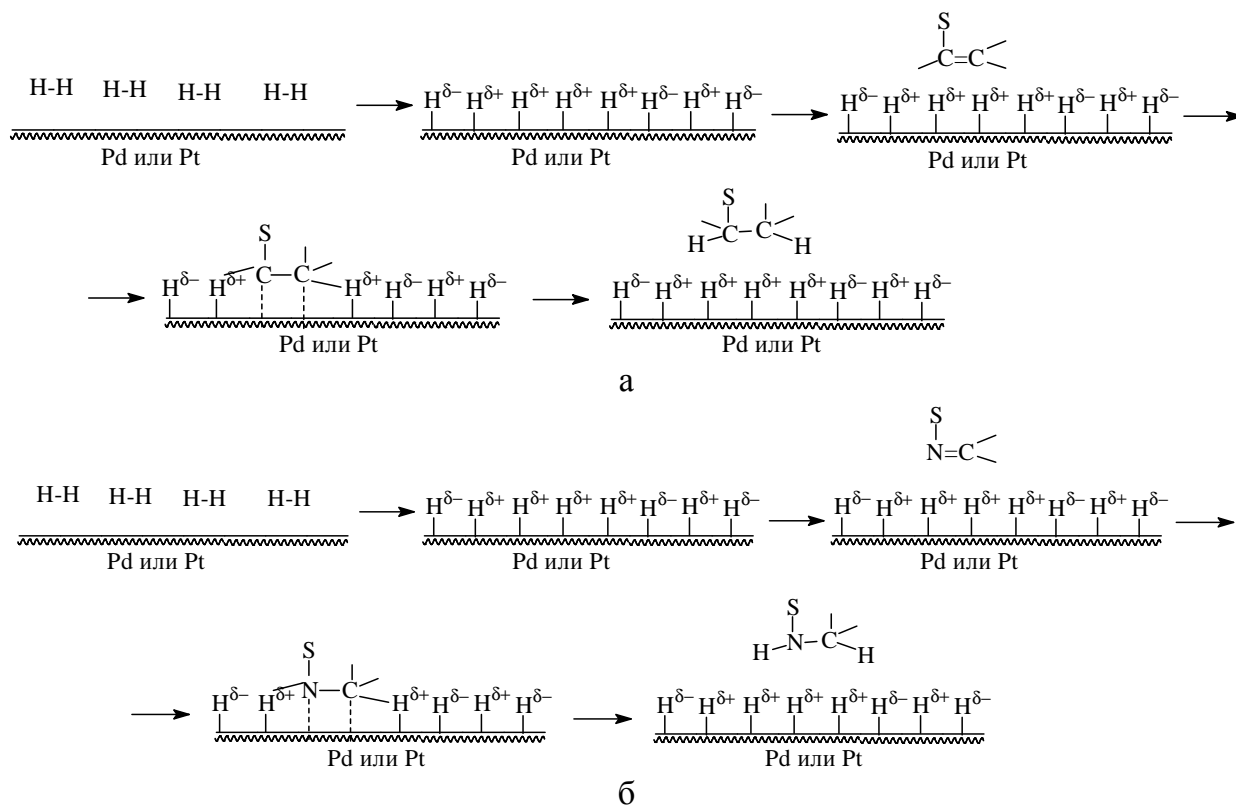 S
C=C
H-H H-H H-H H-H
Hδ− Hδ+ Hδ+ Hδ+ Hδ+ Hδ− Hδ+ Hδ−
Hδ− Hδ+ Hδ+ Hδ+ Hδ+ Hδ− Hδ+ Hδ−
Pd или Pt
Pd или Pt
Pd или Pt
S
C C
Hδ− Hδ+ Hδ+ Hδ− Hδ+ Hδ−
Pd или Pt
S
H C C H
Hδ− Hδ+ Hδ+ Hδ+ Hδ+ Hδ− Hδ+ Hδ−
Pd или Pt
а
S
N=C
H-H H-H H-H H-H
Hδ− Hδ+ Hδ+ Hδ+ Hδ+ Hδ− Hδ+ Hδ−
Hδ− Hδ+ Hδ+ Hδ+ Hδ+ Hδ− Hδ+ Hδ−
Pd или Pt
Pd или Pt
Pd или Pt
S
N C
Hδ− Hδ+ Hδ+ Hδ− Hδ+ Hδ−
Pd или Pt
S
H N C H
Hδ− Hδ+ Hδ+ Hδ+ Hδ+ Hδ− Hδ+ Hδ−
Pd или Pt
б